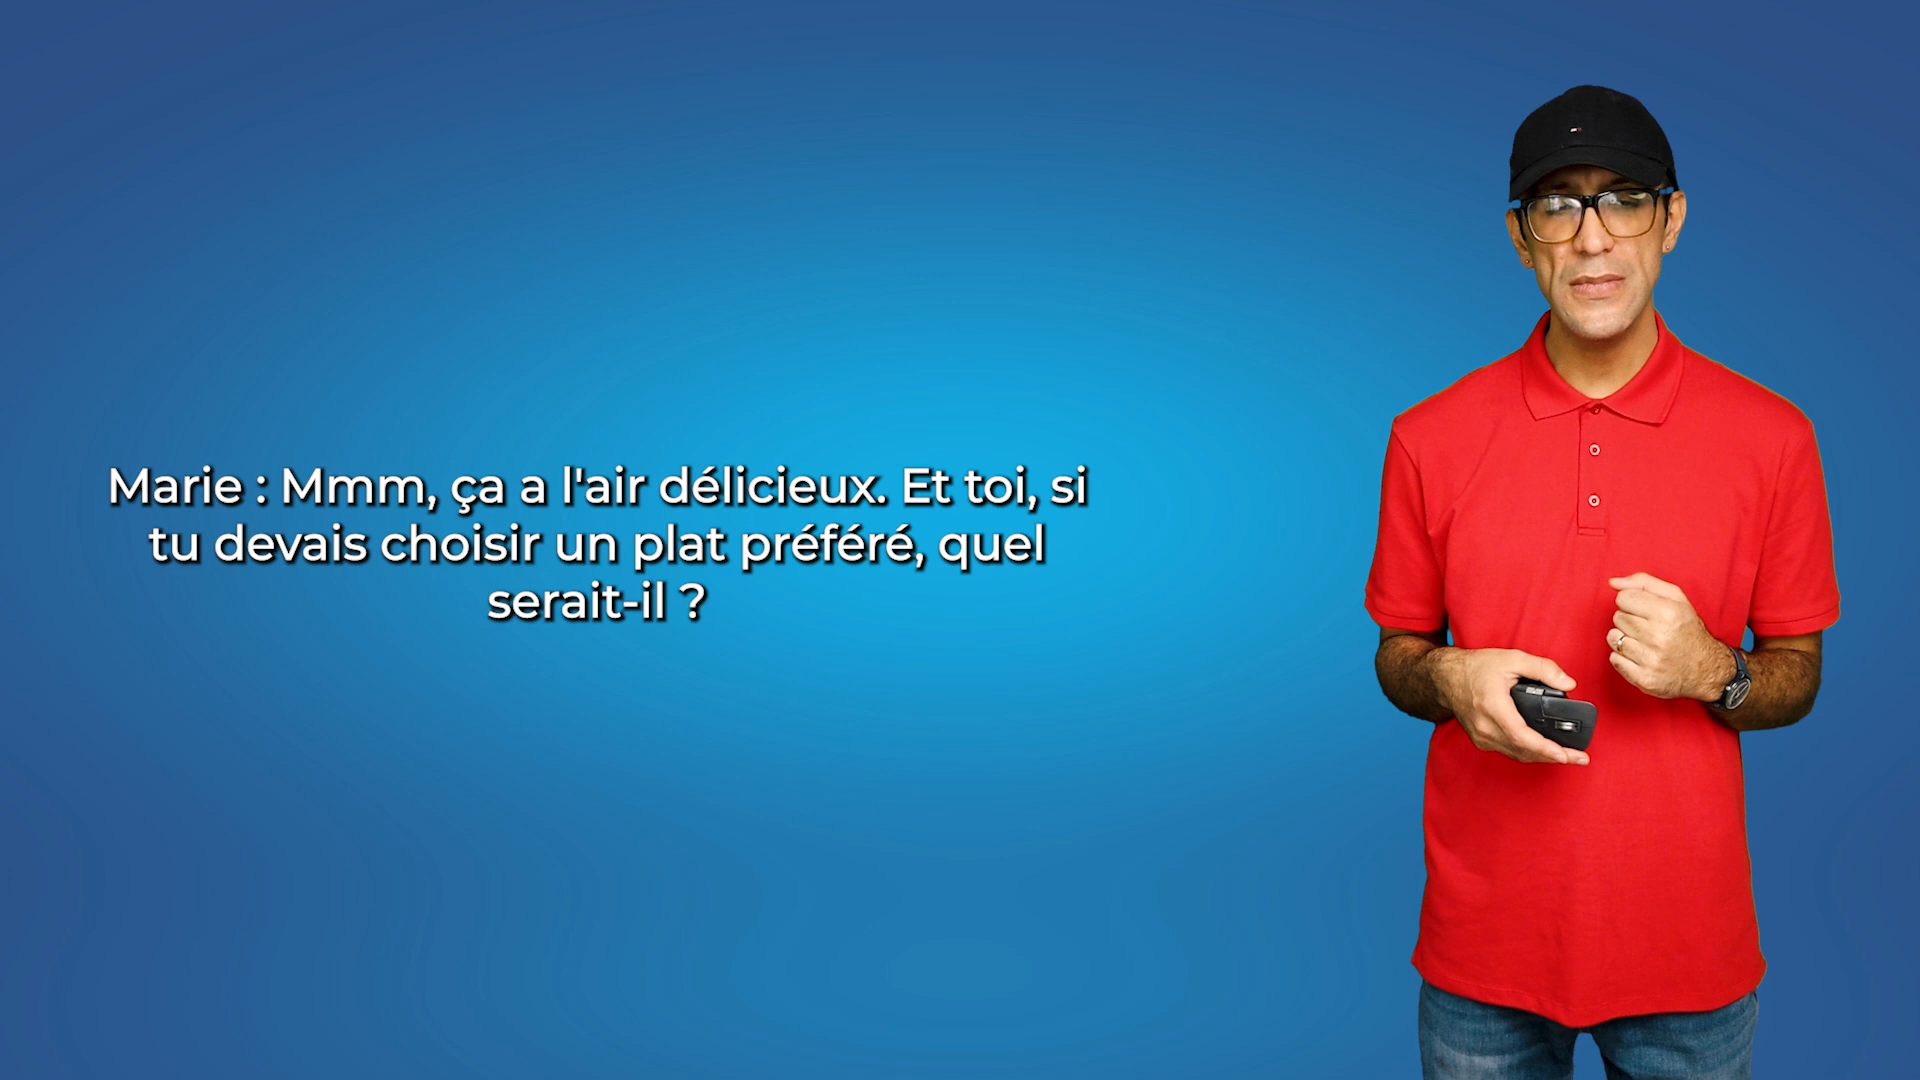 Marie : Mmm, ça a l'air délicieux. Et toi, si
tu devais choisir un plat préféré, quel
serait-il ?